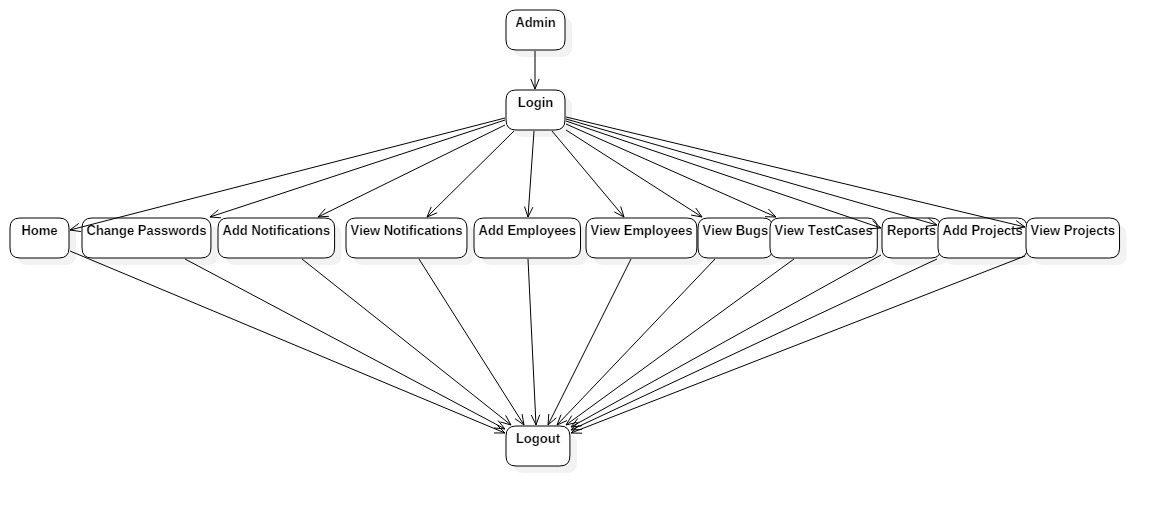 Admin
Login
Home
Change Passwords
Add Notifications
View Notifications
Add Employees
View Employees
View Bugs
View TestCases
Reports
Add Projects
View Projects
Logout